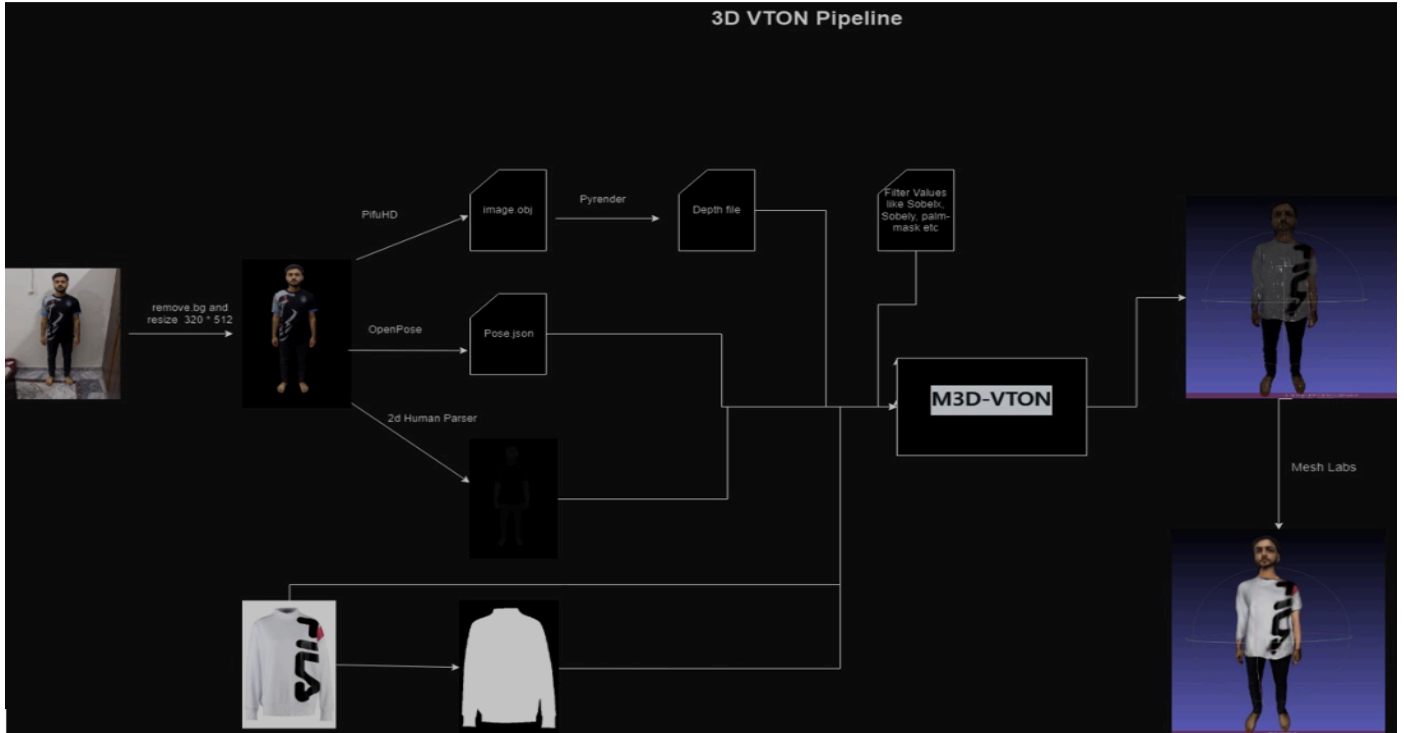 3D VTON Pipeline
PifuHD
image.obj
Pyrender
Depth file
Filter Values
like Sobelx,
Sobely, palm-
mask etc
remove.bg and
resize 320 * 512
OpenPose
Pose.json
2d Human Parser
M3D-VTON
Mesh Labs
FILA